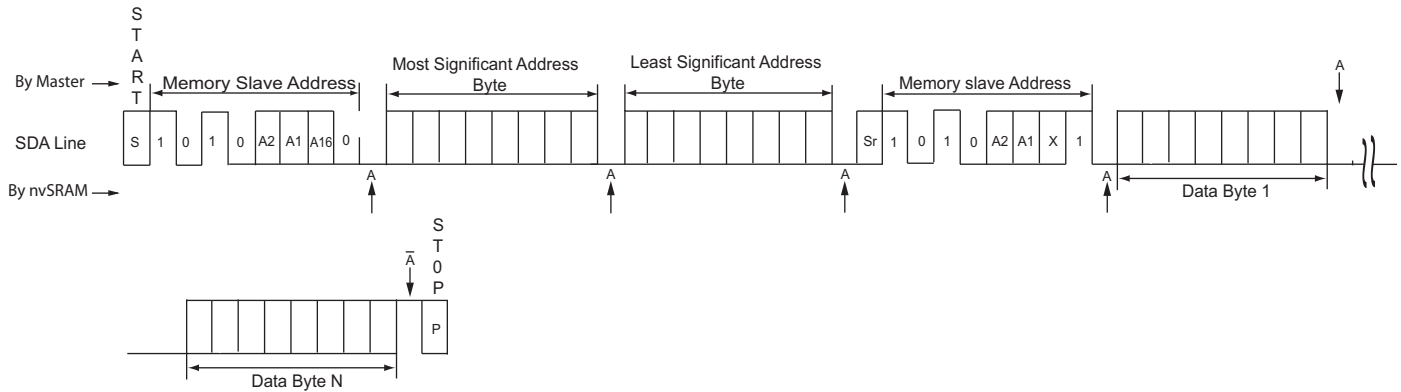 START
By Master
Memory Slave Address
Most Significant Address
Byte
Least Significant Address
Byte
Memory slave Address
A
SDA Line
S 1 0 1 0 A2 A1 A16 0
Sr 1 0 1 0 A2 A1 X 1
By nvSRAM
A
A
A
A
Data Byte 1
A̅
ST0P
P
Data Byte N